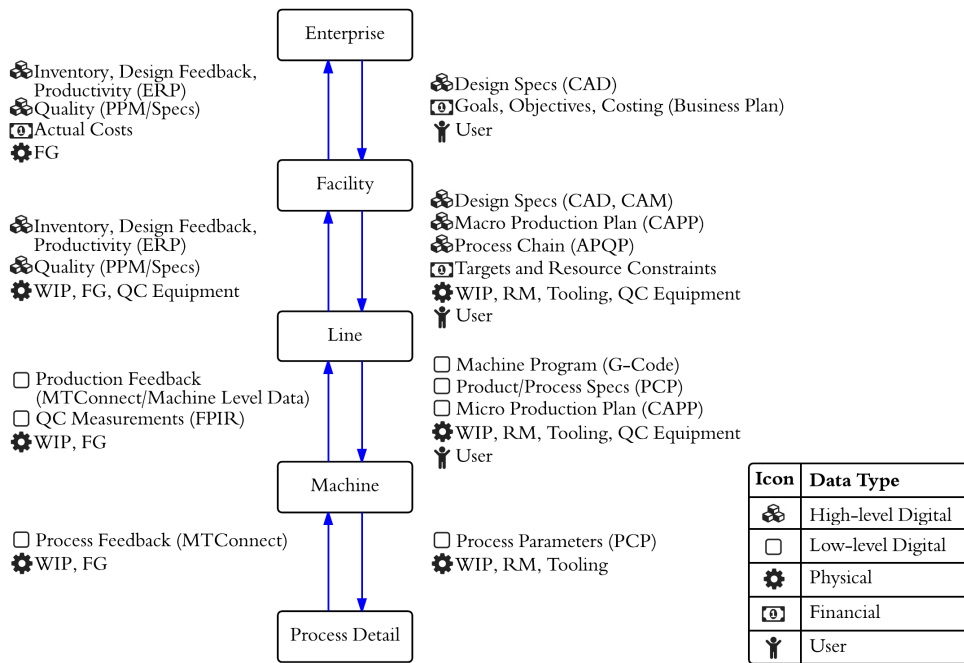 Enterprise
Inventory, Design Feedback,
Productivity (ERP)
Quality (PPM/Specs)
Actual Costs
FG
Design Specs (CAD)
Goals, Objectives, Costing (Business Plan)
User
Facility
Inventory, Design Feedback,
Productivity (ERP)
Quality (PPM/Specs)
WIP, FG, QC Equipment
Design Specs (CAD, CAM)
Macro Production Plan (CAPP)
Process Chain (APQP)
Targets and Resource Constraints
WIP, RM, Tooling, QC Equipment
User
Line
Production Feedback
(MTConnect/Machine Level Data)
QC Measurements (FPIR)
WIP, FG
Machine Program (G-Code)
Product/Process Specs (PCP)
Micro Production Plan (CAPP)
WIP, RM, Tooling, QC Equipment
User
Machine
Process Feedback (MTConnect)
WIP, FG
Process Parameters (PCP)
WIP, RM, Tooling
Process Detail
Icon Data Type
High-level Digital
Low-level Digital
Physical
Financial
User